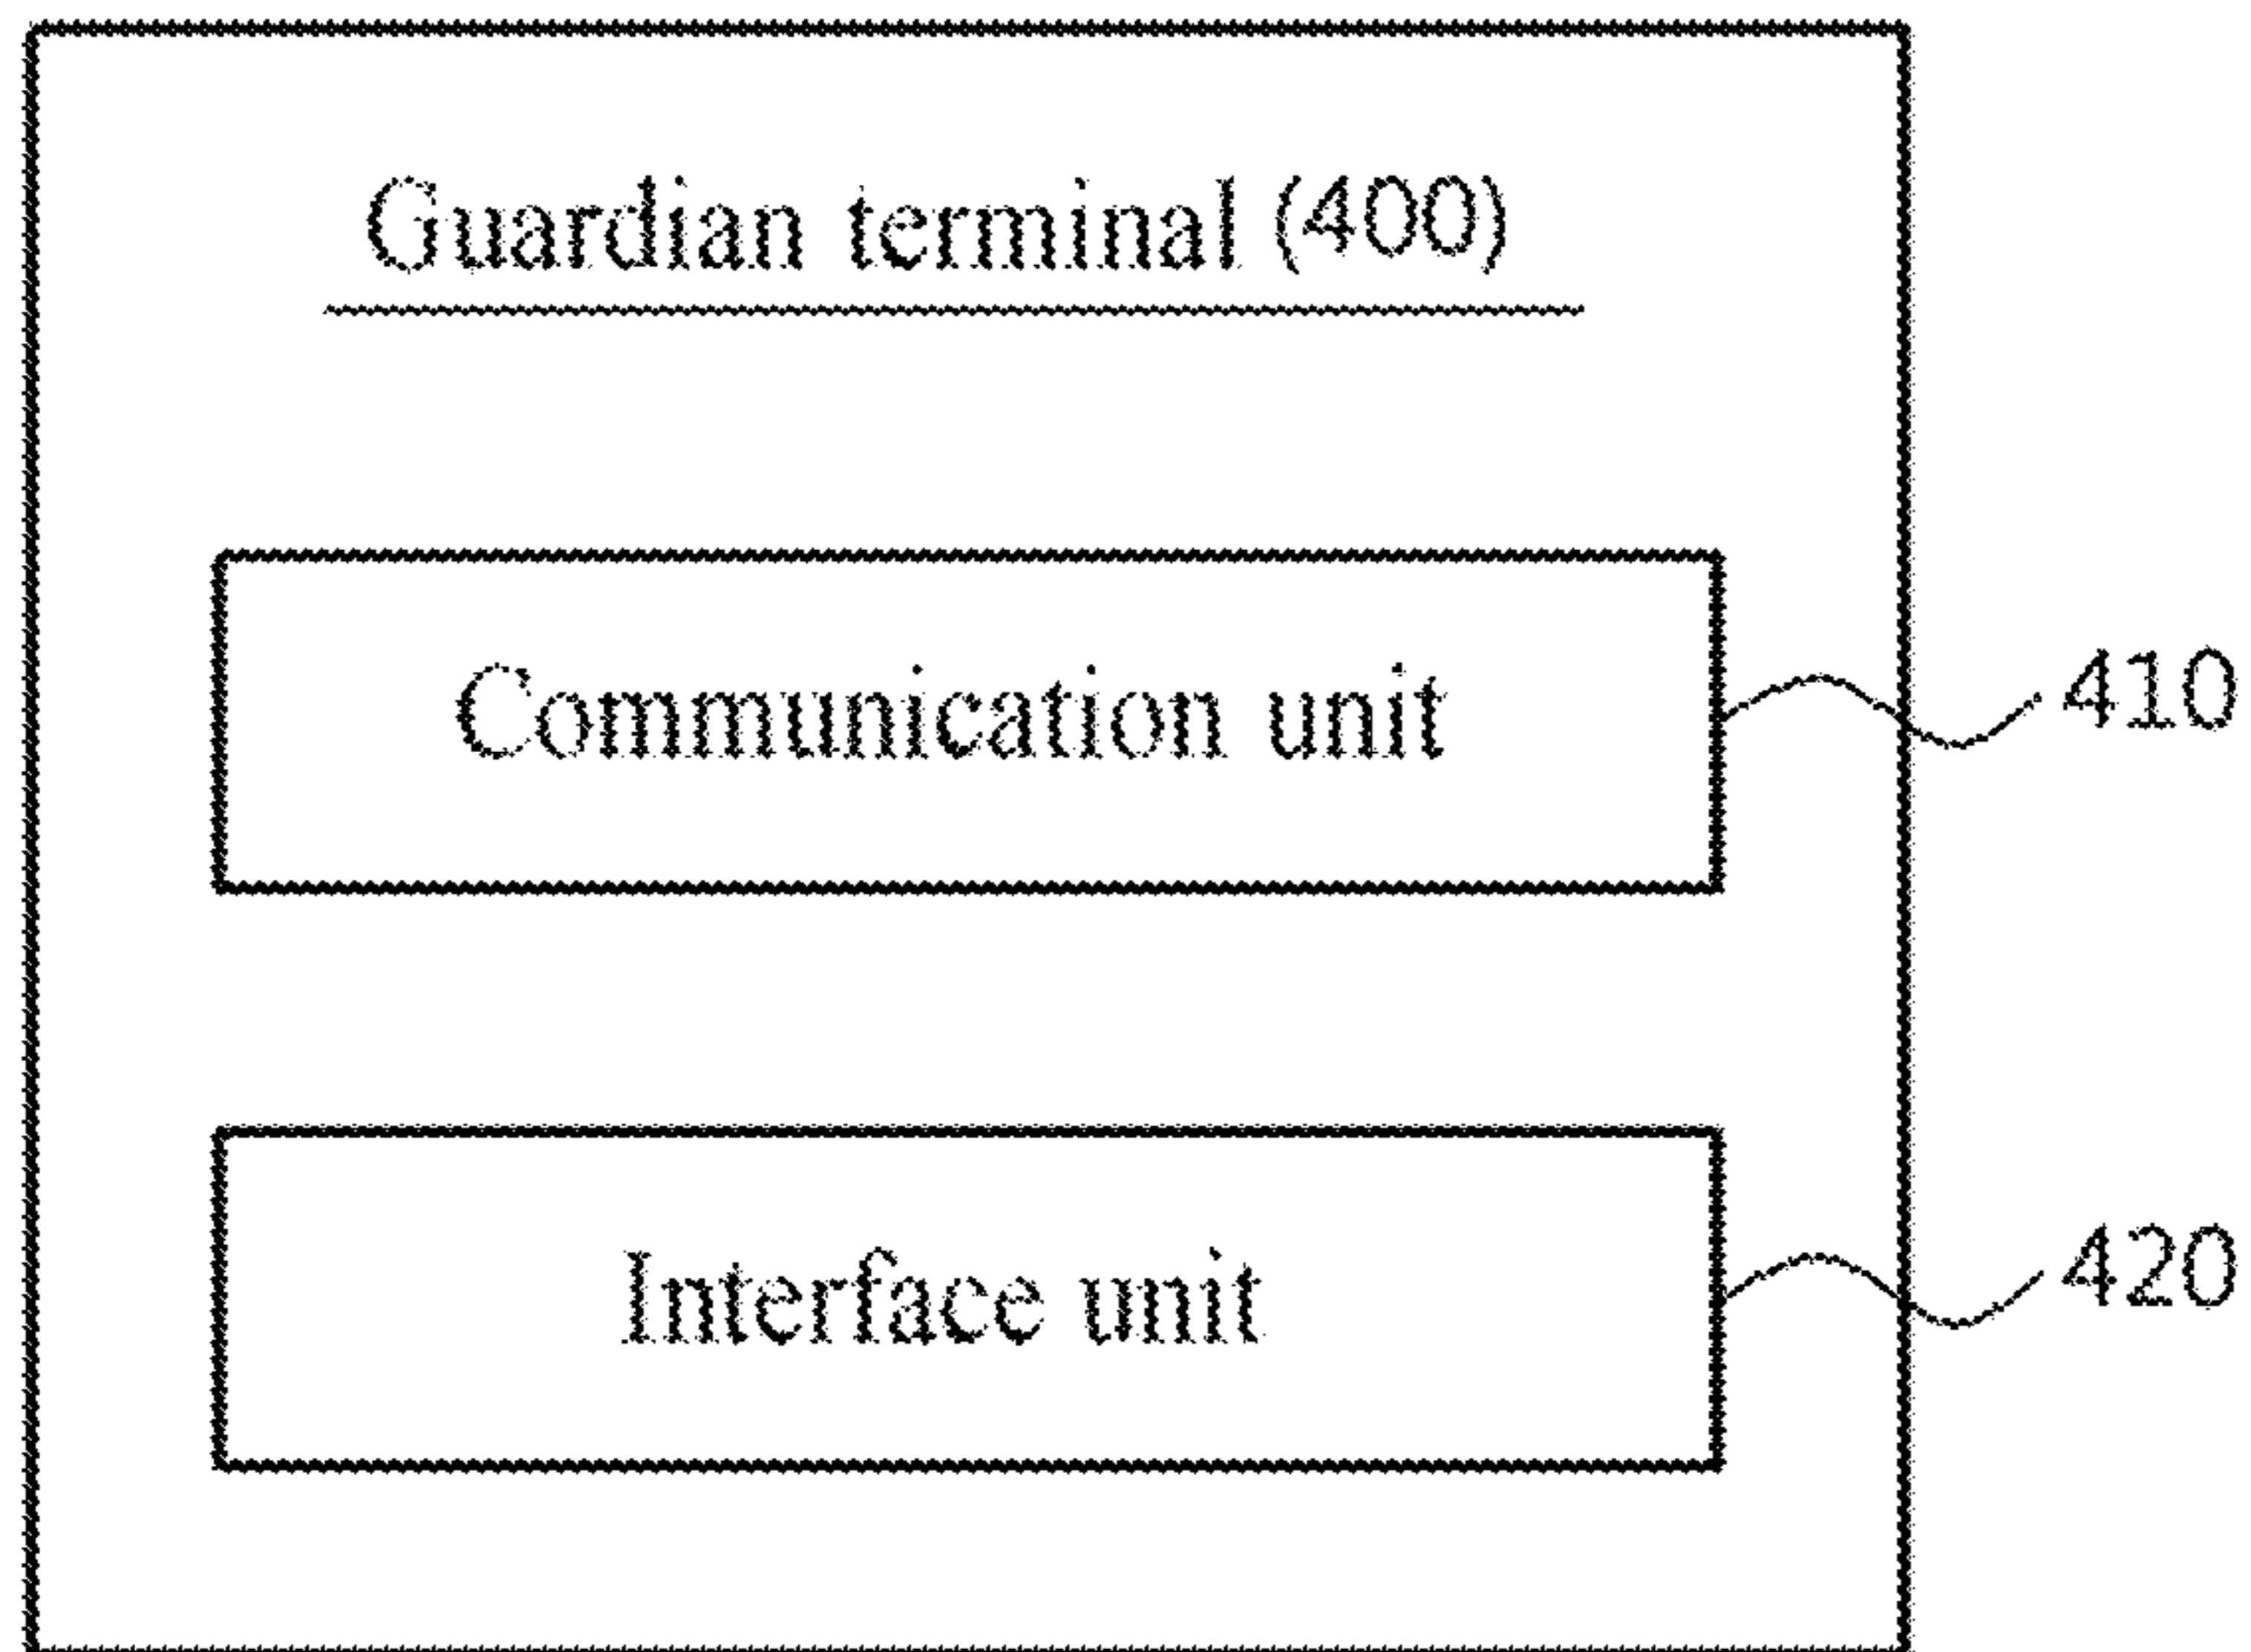 Guardian terminal (400)
Communication unit
410
Interface unit
420